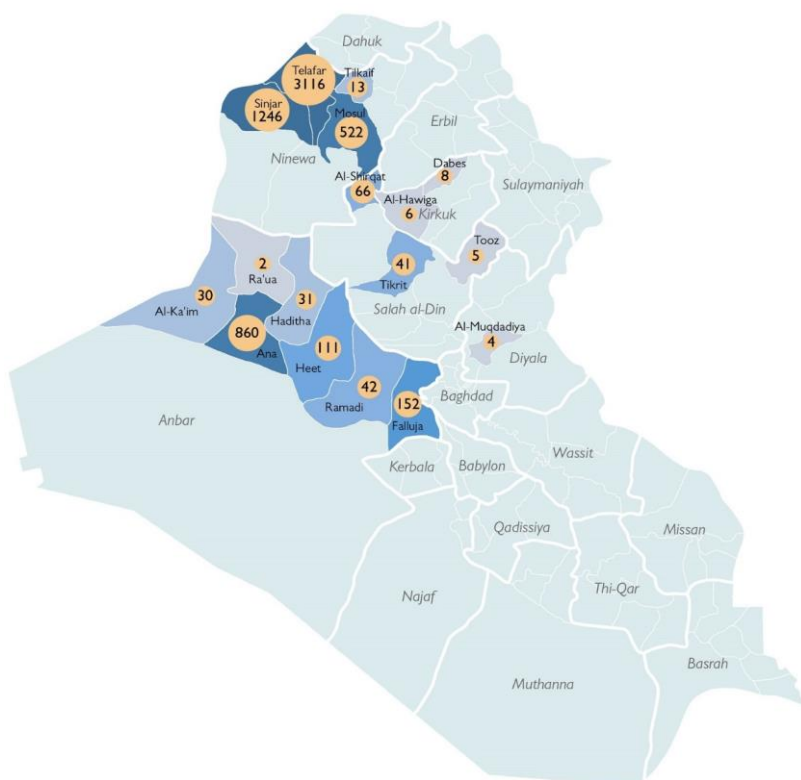 Dahuk
Telafar
3116
Tilkaif
13
Sinjar
1246
Mosul
522
Erbil
Ninewa
Al-Shirqat
66
Dabes
8
Sulaymaniyah
Al-Hawiga
6
Kirkuk
Tooz
5
2
Ra'ua
41
Tikrit
30
Al-Ka'im
31
Haditha
Salah al-Din
860
Ana
111
Heet
Al-Muqdadiya
4
Diyala
42
Ramadi
152
Falluja
Baghdad
Anbar
Wassit
Kerbala
Babylon
Qadissiya
Missan
Thi-Qar
Najaf
Basrah
Muthanna